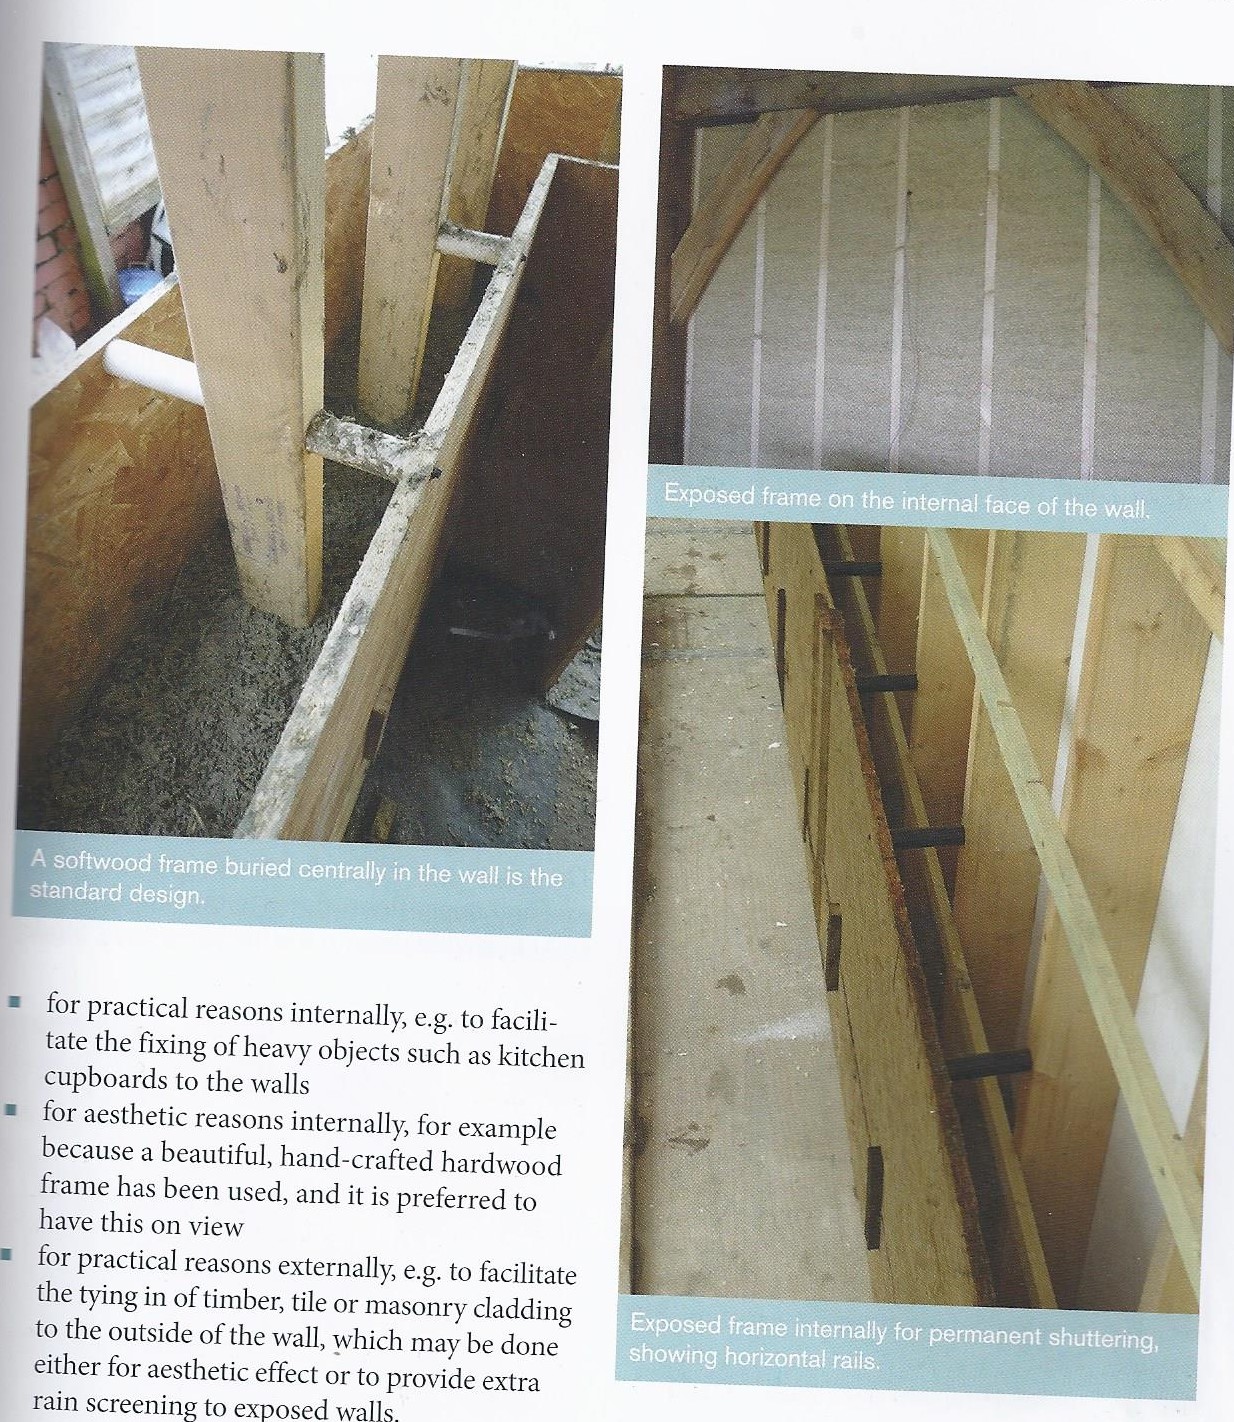 A softwood frame buried centrally in the wall is the
standard design.
for practical reasons internally, e.g. to facili-
tate the fixing of heavy objects such as kitchen
cupboards to the walls
for aesthetic reasons internally, for example
because a beautiful, hand-crafted hardwood
frame has been used, and it is preferred to
have this on view
for practical reasons externally, e.g. to facilitate
the tying in of timber, tile or masonry cladding
to the outside of the wall, which may be done
either for aesthetic effect or to provide extra
rain screening to exposed walls.
Exposed frame on the internal face of the wall.
Exposed frame internally for permanent shuttering,
showing horizontal rails.